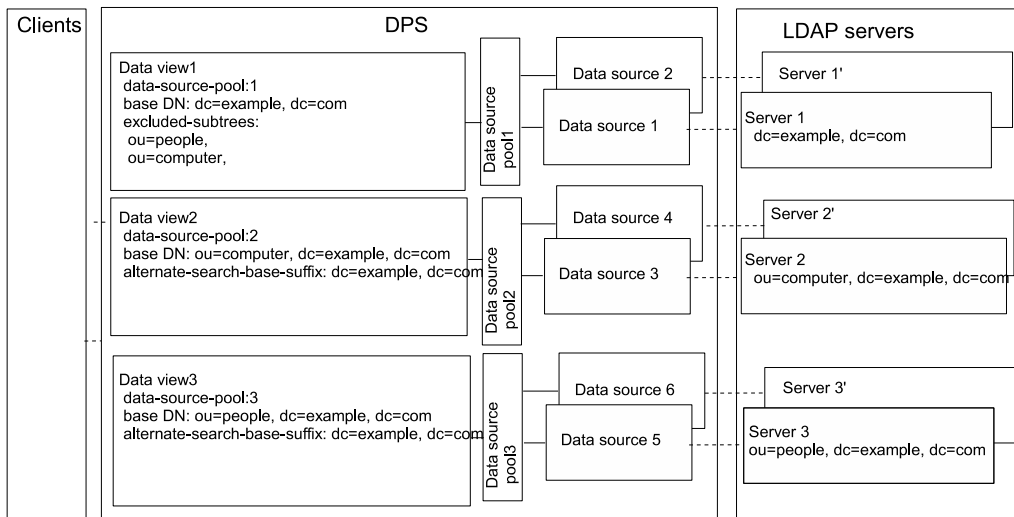 Clients
DPS
LDAP servers
Data view1
data-source-pool:1
base DN: dc=example, dc=com
excluded-subtrees:
ou=people,
ou=computer,
Data source
pool1
Data source 2
Data source 1
Server 1'
Server 1
dc=example, dc=com
Data view2
data-source-pool:2
base DN: ou=computer, dc=example, dc=com
alternate-search-base-suffix: dc=example, dc=com
Data source
pool2
Data source 4
Data source 3
Server 2'
Server 2
ou=computer, dc=example, dc=com
Data view3
data-source-pool:3
base DN: ou=people, dc=example, dc=com
alternate-search-base-suffix: dc=example, dc=com
Data source
pool3
Data source 6
Data source 5
Server 3'
Server 3
ou=people, dc=example, dc=com